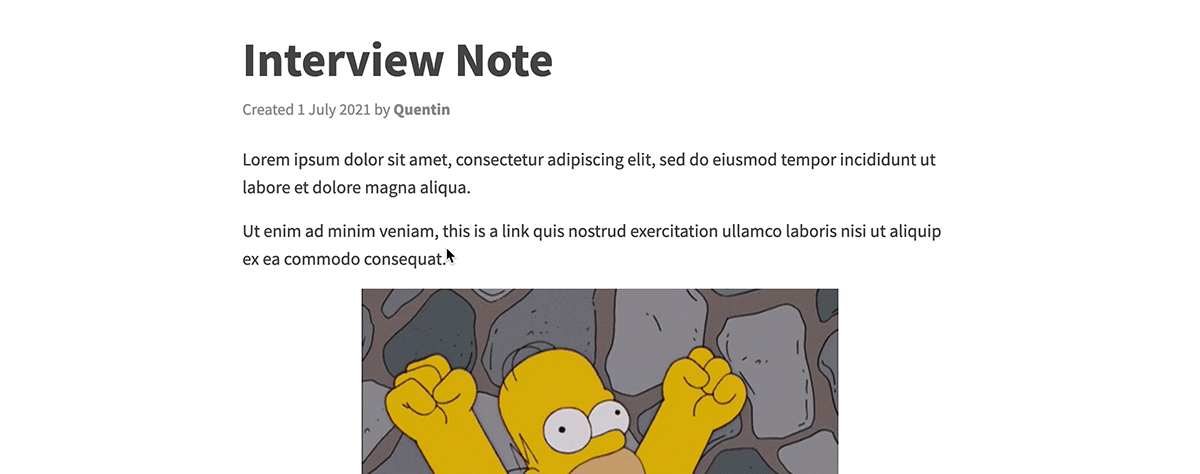 Interview Note
Created 1 July 2021 by Quentin
Lorem ipsum dolor sit amet, consectetur adipiscing elit, sed do eiusmod tempor incididunt ut
labore et dolore magna aliqua.
Ut enim ad minim veniam, this is a link quis nostrud exercitation ullamco laboris nisi ut aliquip
ex ea commodo consequat.